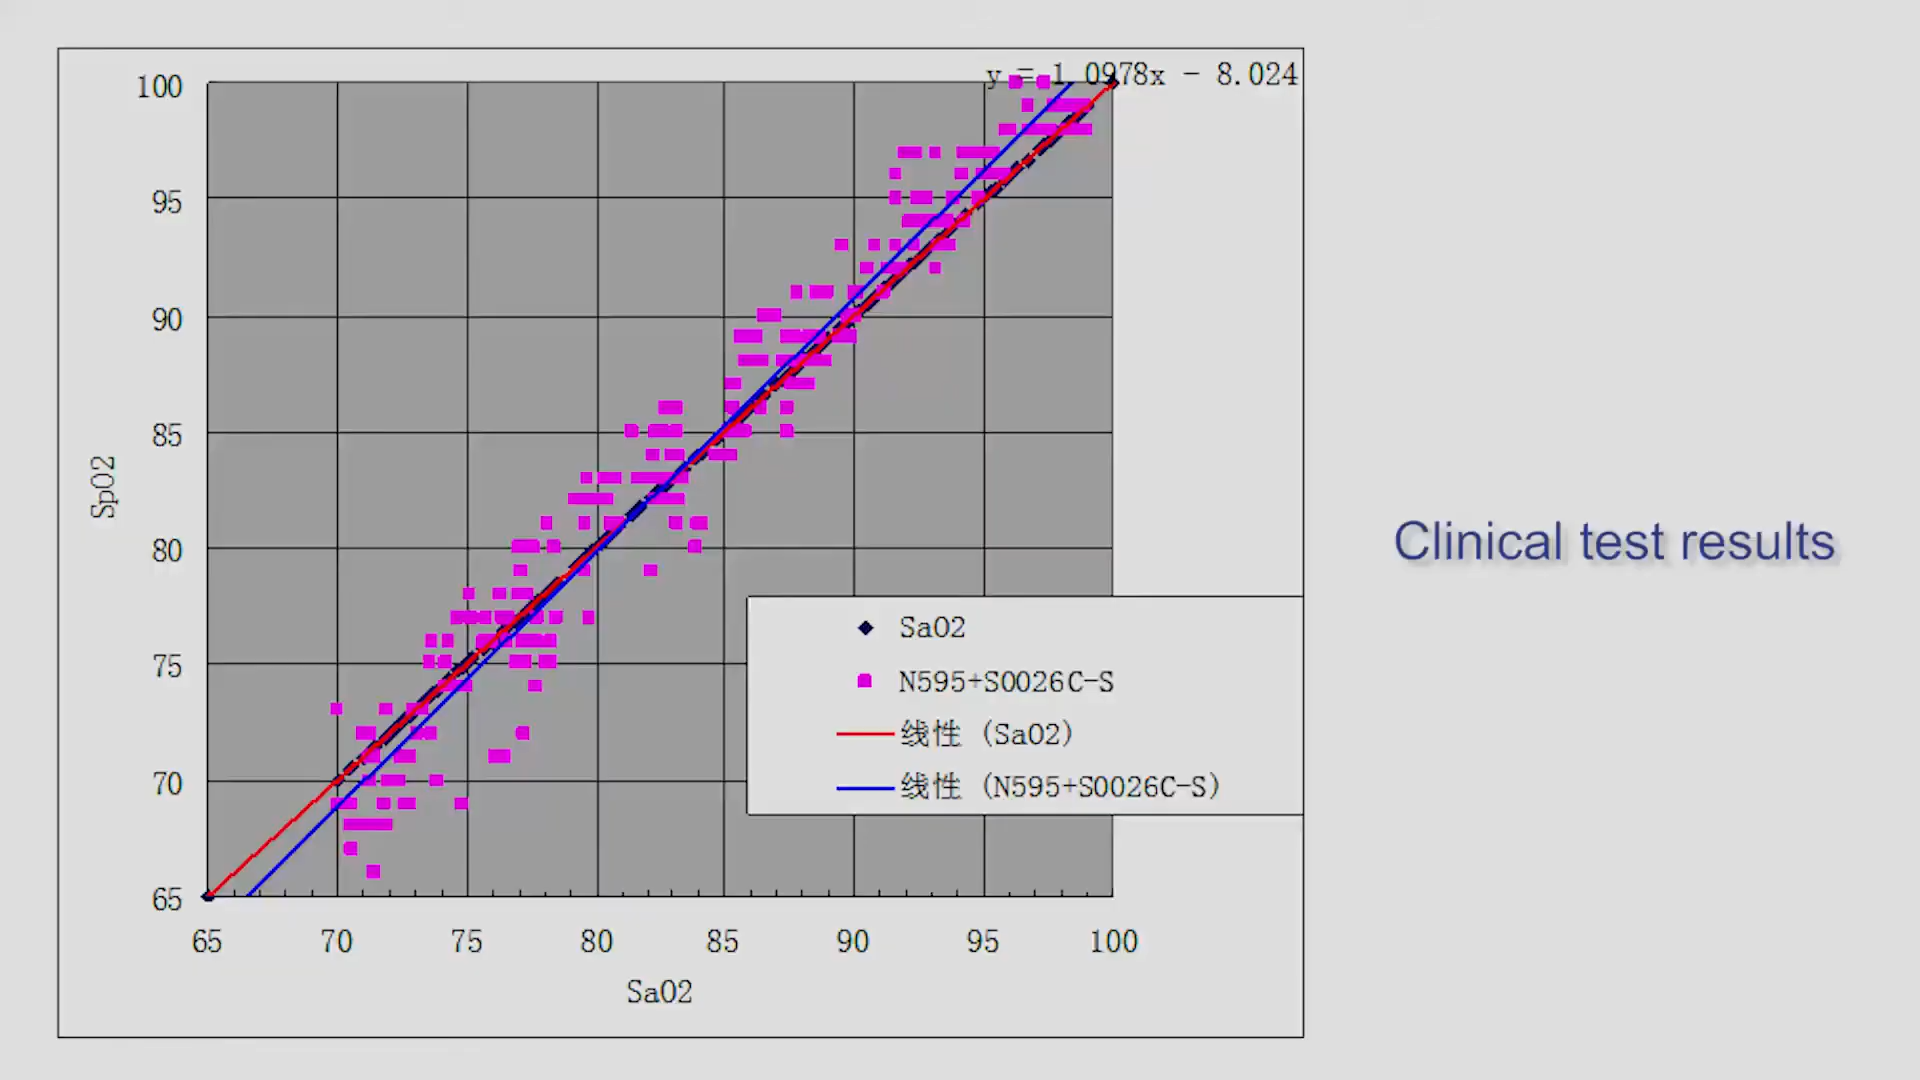 y = 1.0978x - 8.024
100
95
90
85
80
75
70
65
SpO2
65 70 75 80 85 90 95 100
SaO2
SaO2
N595+S0026C-S
线性 (SaO2)
线性 (N595+S0026C-S)
Clinical test results